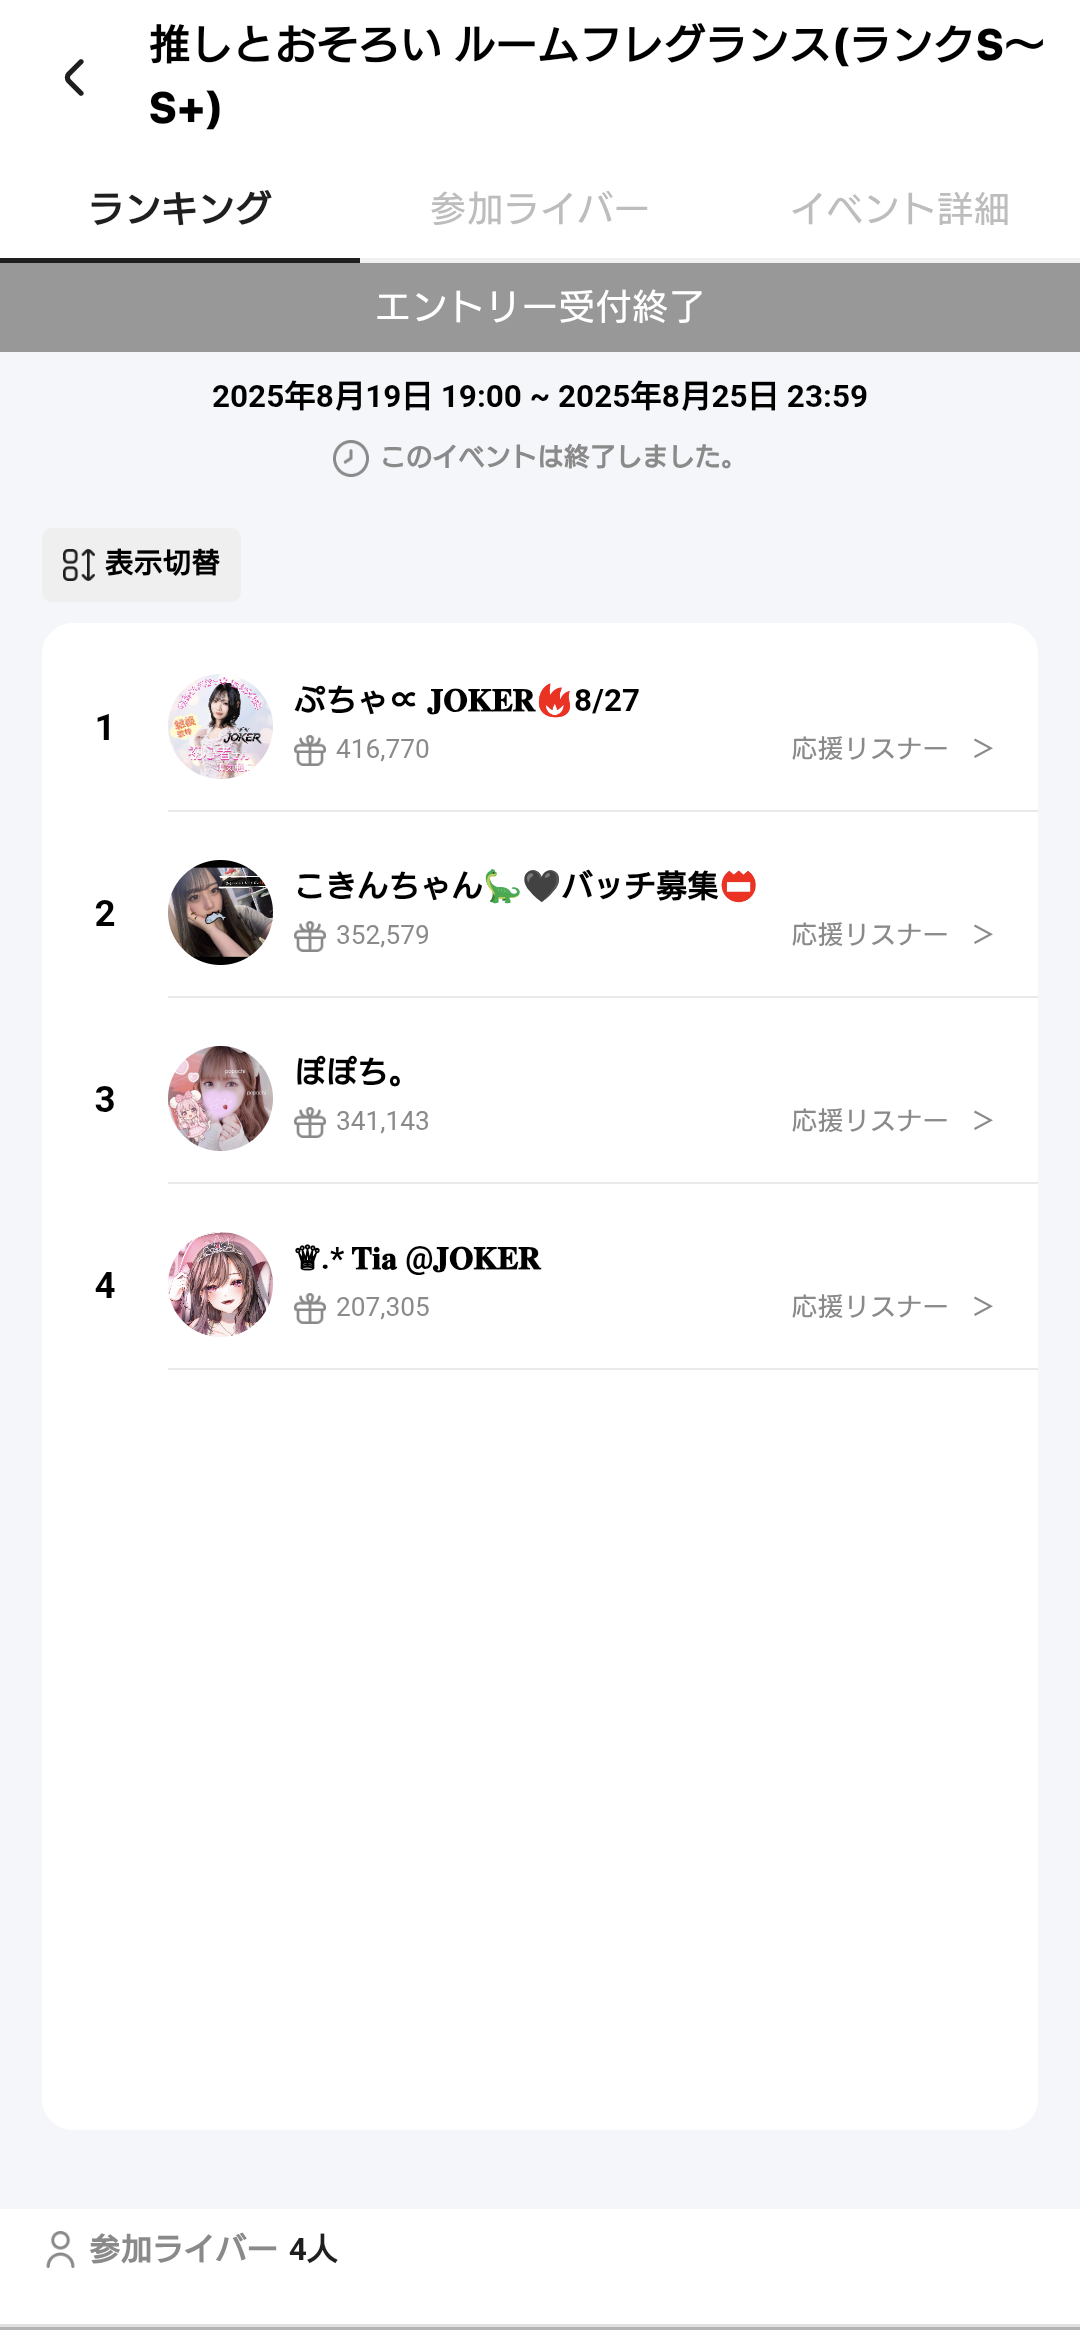 推しとおそろい ルームフレグランス(ランクS〜
S+)
ランキング 参加ライバー イベント詳細
エントリー受付終了
2025年8月19日 19:00 ~ 2025年8月25日 23:59
このイベントは終了しました。
表示切替
1 ぷちゃ∝ 𝐉𝐎𝐊𝐄𝐑🔥8/27
416,770 応援リスナー >
JOKER
2 こきんちゃん🦕🖤バッチ募集📛
352,579 応援リスナー >
3 ぽぽち。
341,143 応援リスナー >
4 ♛.* 𝐓𝐢𝐚 @𝐉𝐎𝐊𝐄𝐑
207,305 応援リスナー >
参加ライバー 4人